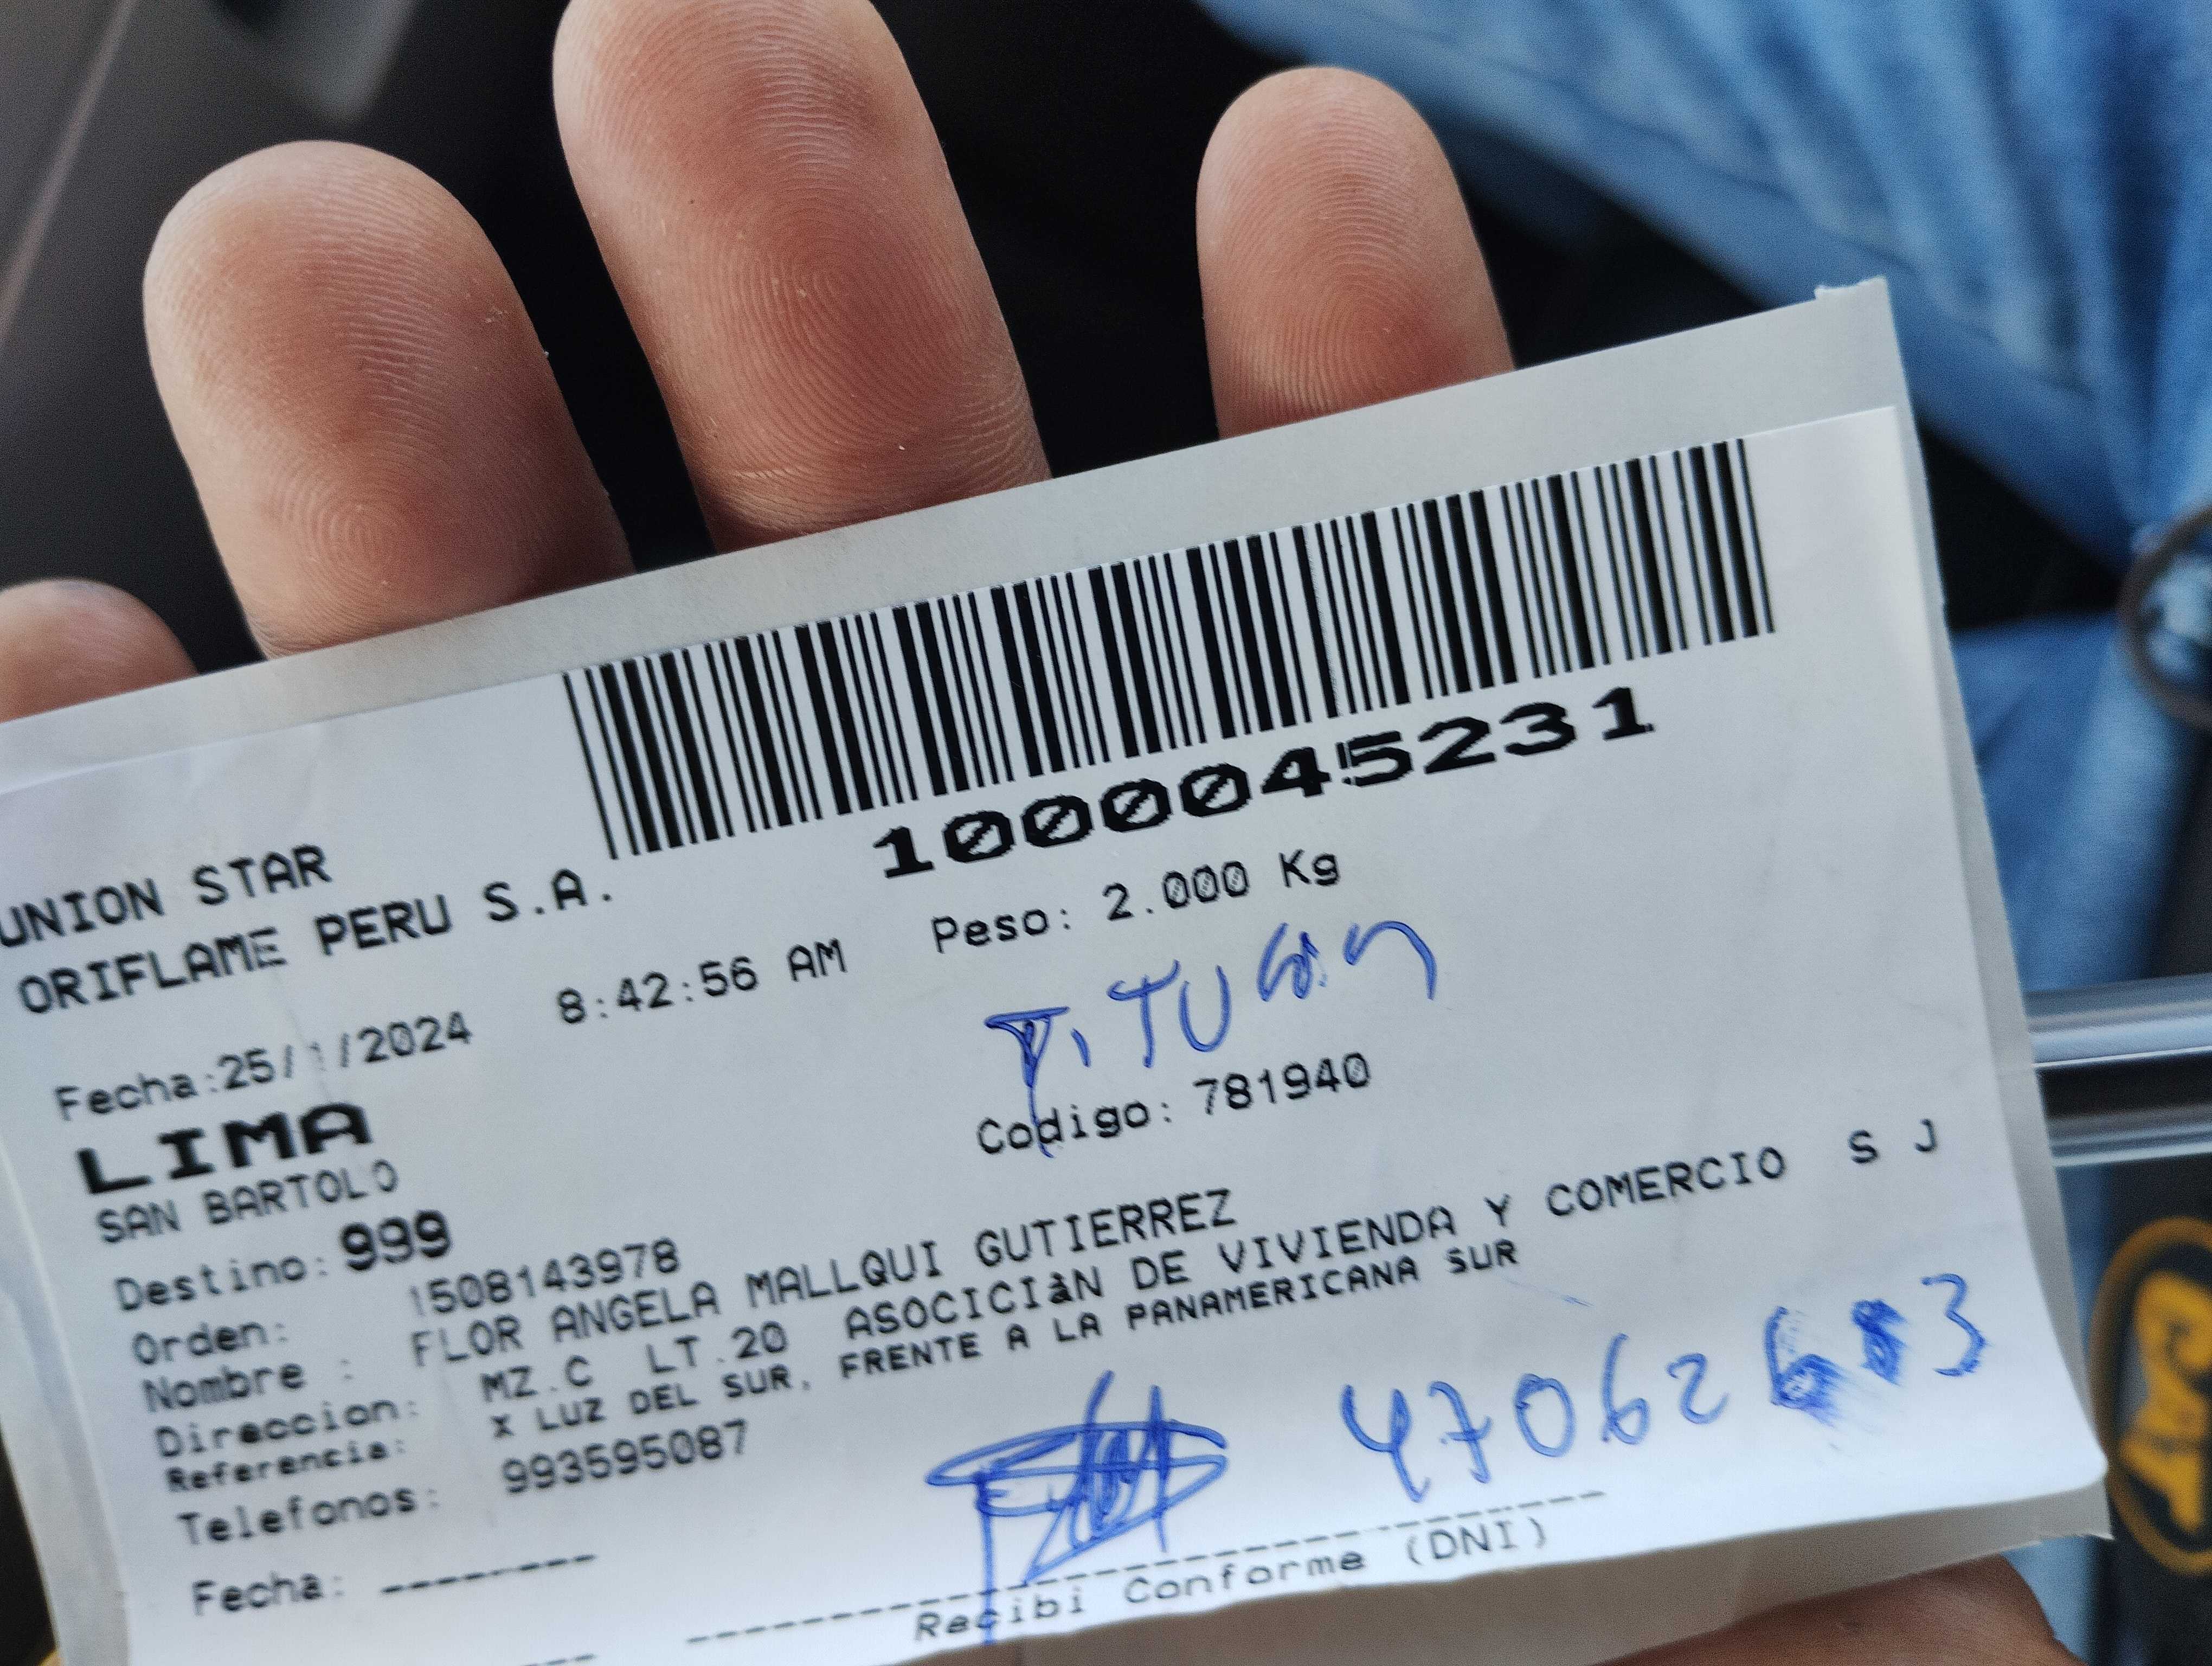 1000045231
UNION STAR
ORIFLAME PERU S.A.
Peso: 2.000 Kg
Fecha:25/1/2024 8:42:56 AM
TITULAR
LIMA
SAN BARTOLO
Codigo: 781940
Destino: 999
Orden: 1508143978
Nombre : FLOR ANGELA MALLQUI GUTIERREZ
Direccion: MZ.C LT.20 ASOCICIàN DE VIVIENDA Y COMERCIO S J
Referencia: X LUZ DEL SUR, FRENTE A LA PANAMERICANA SUR
Telefonos: 993595087
Fecha:
Recibi Conforme (DNI)
CAT